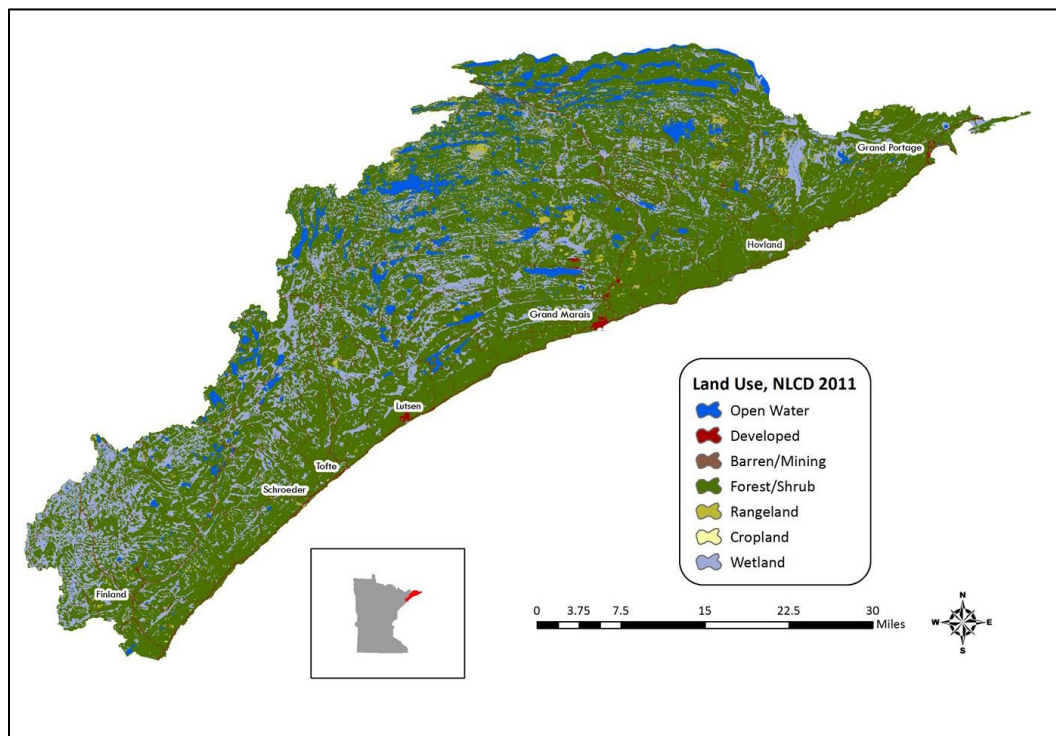 Grand Portage
Hovland
Grand Marais
Lutsen
Tofte
Schroeder
Finland
Land Use, NLCD 2011
Open Water
Developed
Barren/Mining
Forest/Shrub
Rangeland
Cropland
Wetland
0 3.75 7.5 15 22.5 30
Miles
N
W E
S